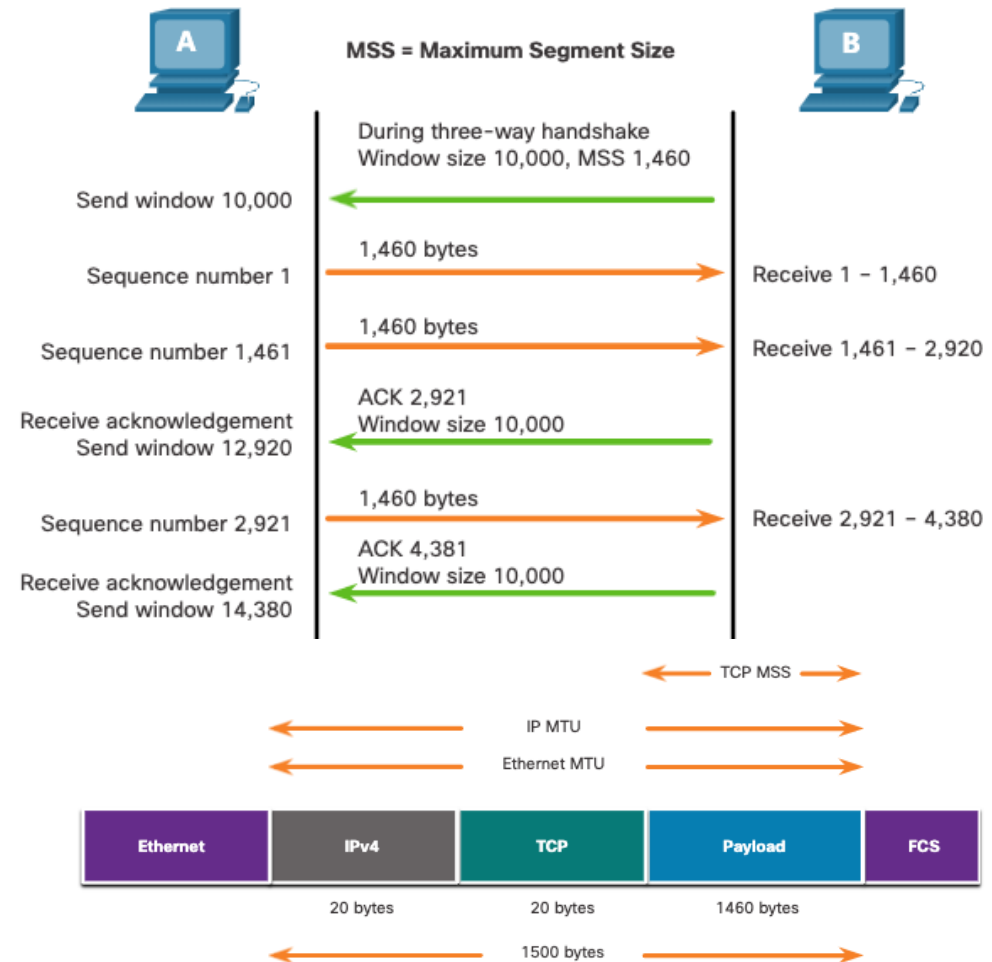 A
MSS = Maximum Segment Size
B
During three-way handshake
Window size 10,000, MSS 1,460
Send window 10,000
1,460 bytes
Sequence number 1
Receive 1 - 1,460
1,460 bytes
Sequence number 1,461
Receive 1,461 - 2,920
ACK 2,921
Window size 10,000
Receive acknowledgement
Send window 12,920
1,460 bytes
Sequence number 2,921
Receive 2,921 - 4,380
ACK 4,381
Window size 10,000
Receive acknowledgement
Send window 14,380
TCP MSS
IP MTU
Ethernet MTU
Ethernet
IPv4
TCP
Payload
FCS
20 bytes
20 bytes
1460 bytes
1500 bytes